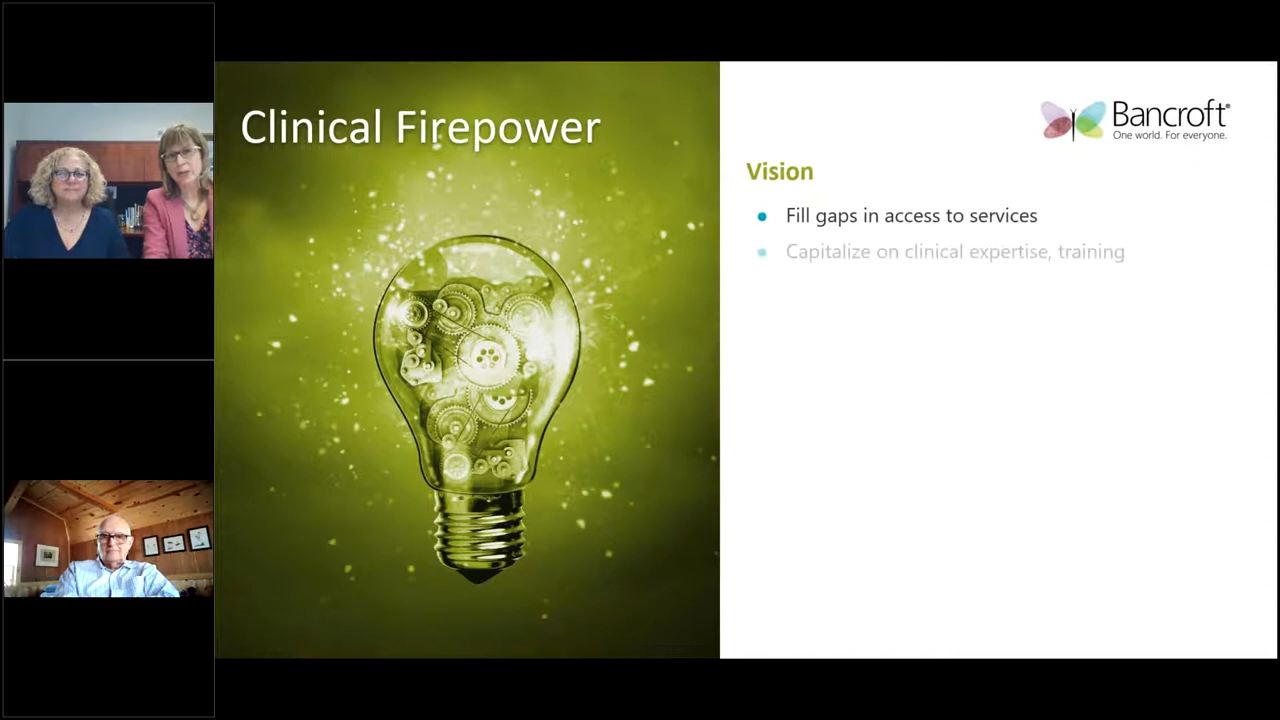 Clinical Firepower
Bancroft®
One world. For everyone.
Vision
Fill gaps in access to services
Capitalize on clinical expertise, training